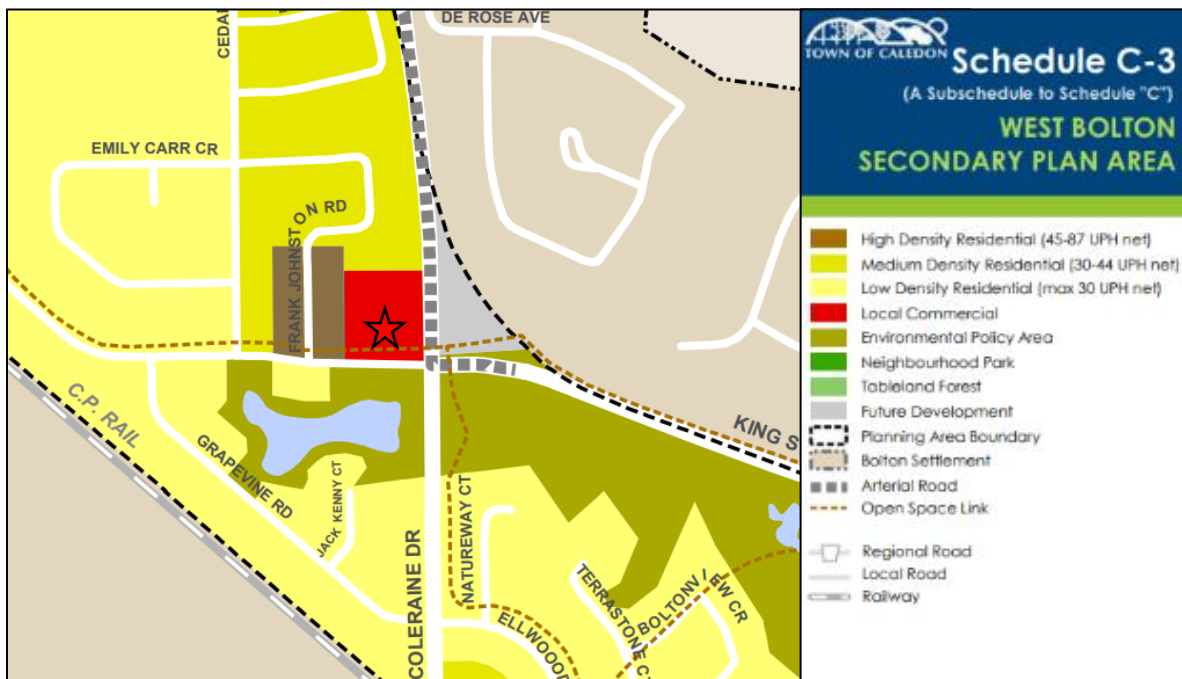 DE ROSE AVE
CEDAR
EMILY CARR CR
FRANK JOHNSTON RD
C.P. RAIL
GRAPEVINE RD
JACK KENNY CT
COLERAINE DR
NATUREWAY CT
KING S
TERRASTONE C
BOLTONVIEW CR
ELLWOOD
TOWN OF CALEDON
Schedule C-3
(A Subschedule to Schedule "C")
WEST BOLTON
SECONDARY PLAN AREA
High Density Residential (45-87 UPH net)
Medium Density Residential (30-44 UPH net)
Low Density Residential (max 30 UPH net)
Local Commercial
Environmental Policy Area
Neighbourhood Park
Tableland Forest
Future Development
Planning Area Boundary
Bolton Settlement
Arterial Road
Open Space Link
Regional Road
Local Road
Railway